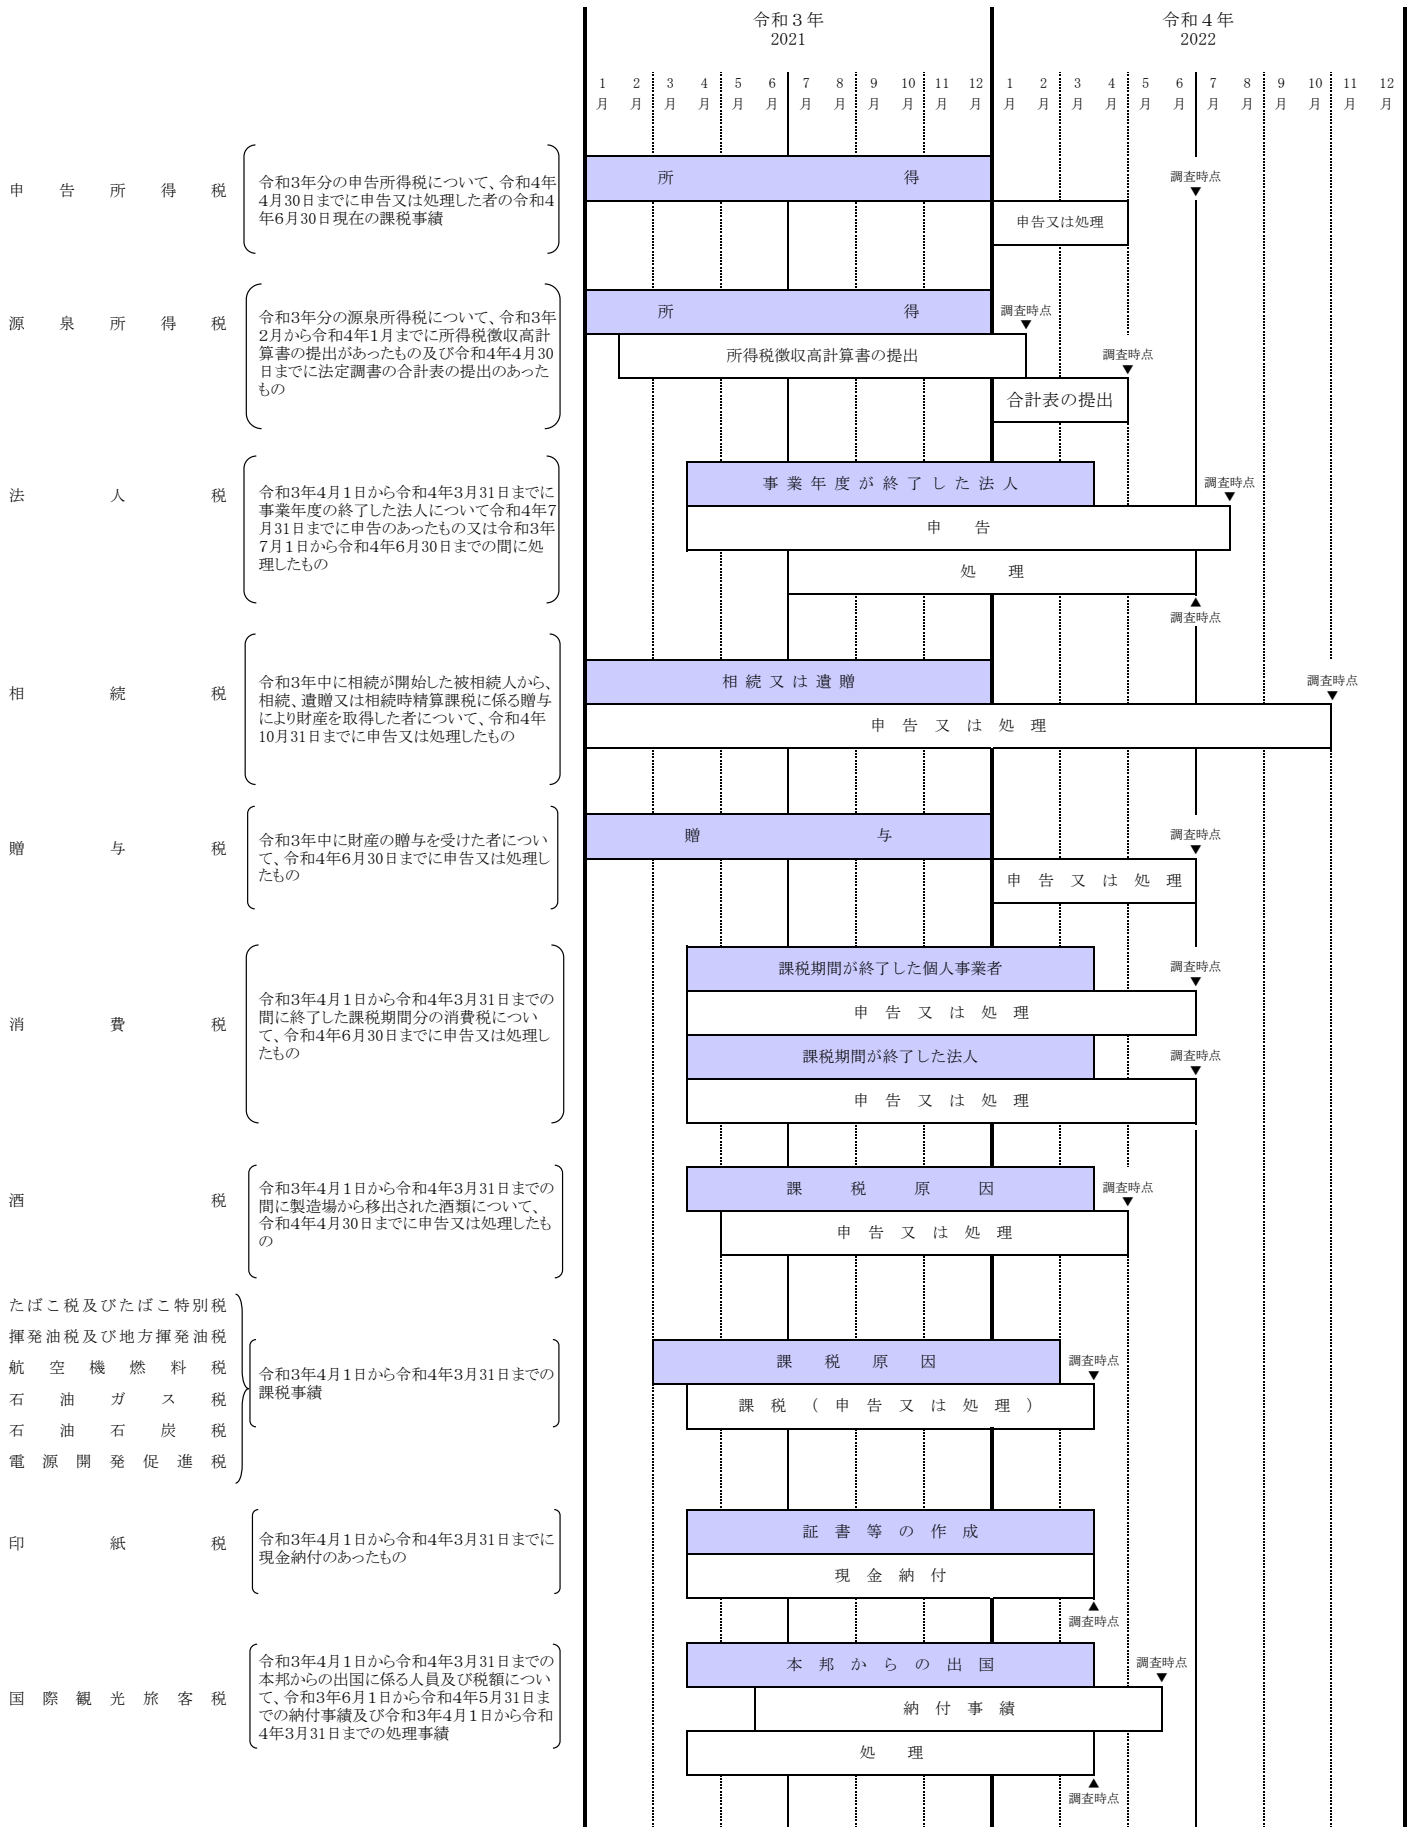 令和３年
2021
令和４年
2022
1 2 3 4 5 6 7 8 9 10 11 12 1 2 3 4 5 6 7 8 9 10 11 12
月 月 月 月 月 月 月 月 月 月 月 月 月 月 月 月 月 月 月 月 月 月 月 月
申告所得税
令和3年分の申告所得税について、令和4年
4月30日までに申告又は処理した者の令和4
年6月30日現在の課税事績
所得
調査時点
▼
申告又は処理
源泉所得税
令和3年分の源泉所得税について、令和3年
2月から令和4年1月までに所得税徴収高計
算書の提出があったもの及び令和4年4月30
日までに法定調書の合計表の提出のあった
もの
所得
調査時点
▼
所得税徴収高計算書の提出
調査時点
▼
合計表の提出
法人税
令和3年4月1日から令和4年3月31日までに
事業年度の終了した法人について令和4年7
月31日までに申告のあったもの又は令和3年
7月1日から令和4年6月30日までの間に処
理したもの
事業年度が終了した法人
調査時点
▼
申告
処理
▲
調査時点
相続税
令和3年中に相続が開始した被相続人から、
相続、遺贈又は相続時精算課税に係る贈与
により財産を取得した者について、令和4年
10月31日までに申告又は処理したもの
相続又は遺贈
調査時点
▼
申告又は処理
贈与税
令和3年中に財産の贈与を受けた者につい
て、令和4年6月30日までに申告又は処理し
たもの
贈与
調査時点
▼
申告又は処理
消費税
令和3年4月1日から令和4年3月31日までの
間に終了した課税期間分の消費税につい
て、令和4年6月30日までに申告又は処理し
たもの
課税期間が終了した個人事業者
調査時点
▼
申告又は処理
課税期間が終了した法人
調査時点
▼
申告又は処理
酒税
令和3年4月1日から令和4年3月31日までの
間に製造場から移出された酒類について、
令和4年4月30日までに申告又は処理したも
の
課税原因
調査時点
▼
申告又は処理
たばこ税及びたばこ特別税
揮発油税及び地方揮発油税
航空機燃料税
石油ガス税
石油石炭税
電源開発促進税
令和3年4月1日から令和4年3月31日までの
課税事績
課税原因
調査時点
▼
課税（申告又は処理）
印紙税
令和3年4月1日から令和4年3月31日までに
現金納付のあったもの
証書等の作成
現金納付
▲
調査時点
国際観光旅客税
令和3年4月1日から令和4年3月31日までの
本邦からの出国に係る人員及び税額につい
て、令和3年6月1日から令和4年5月31日ま
での納付事績及び令和3年4月1日から令和
4年3月31日までの処理事績
本邦からの出国
調査時点
▼
納付事績
処理
▲
調査時点